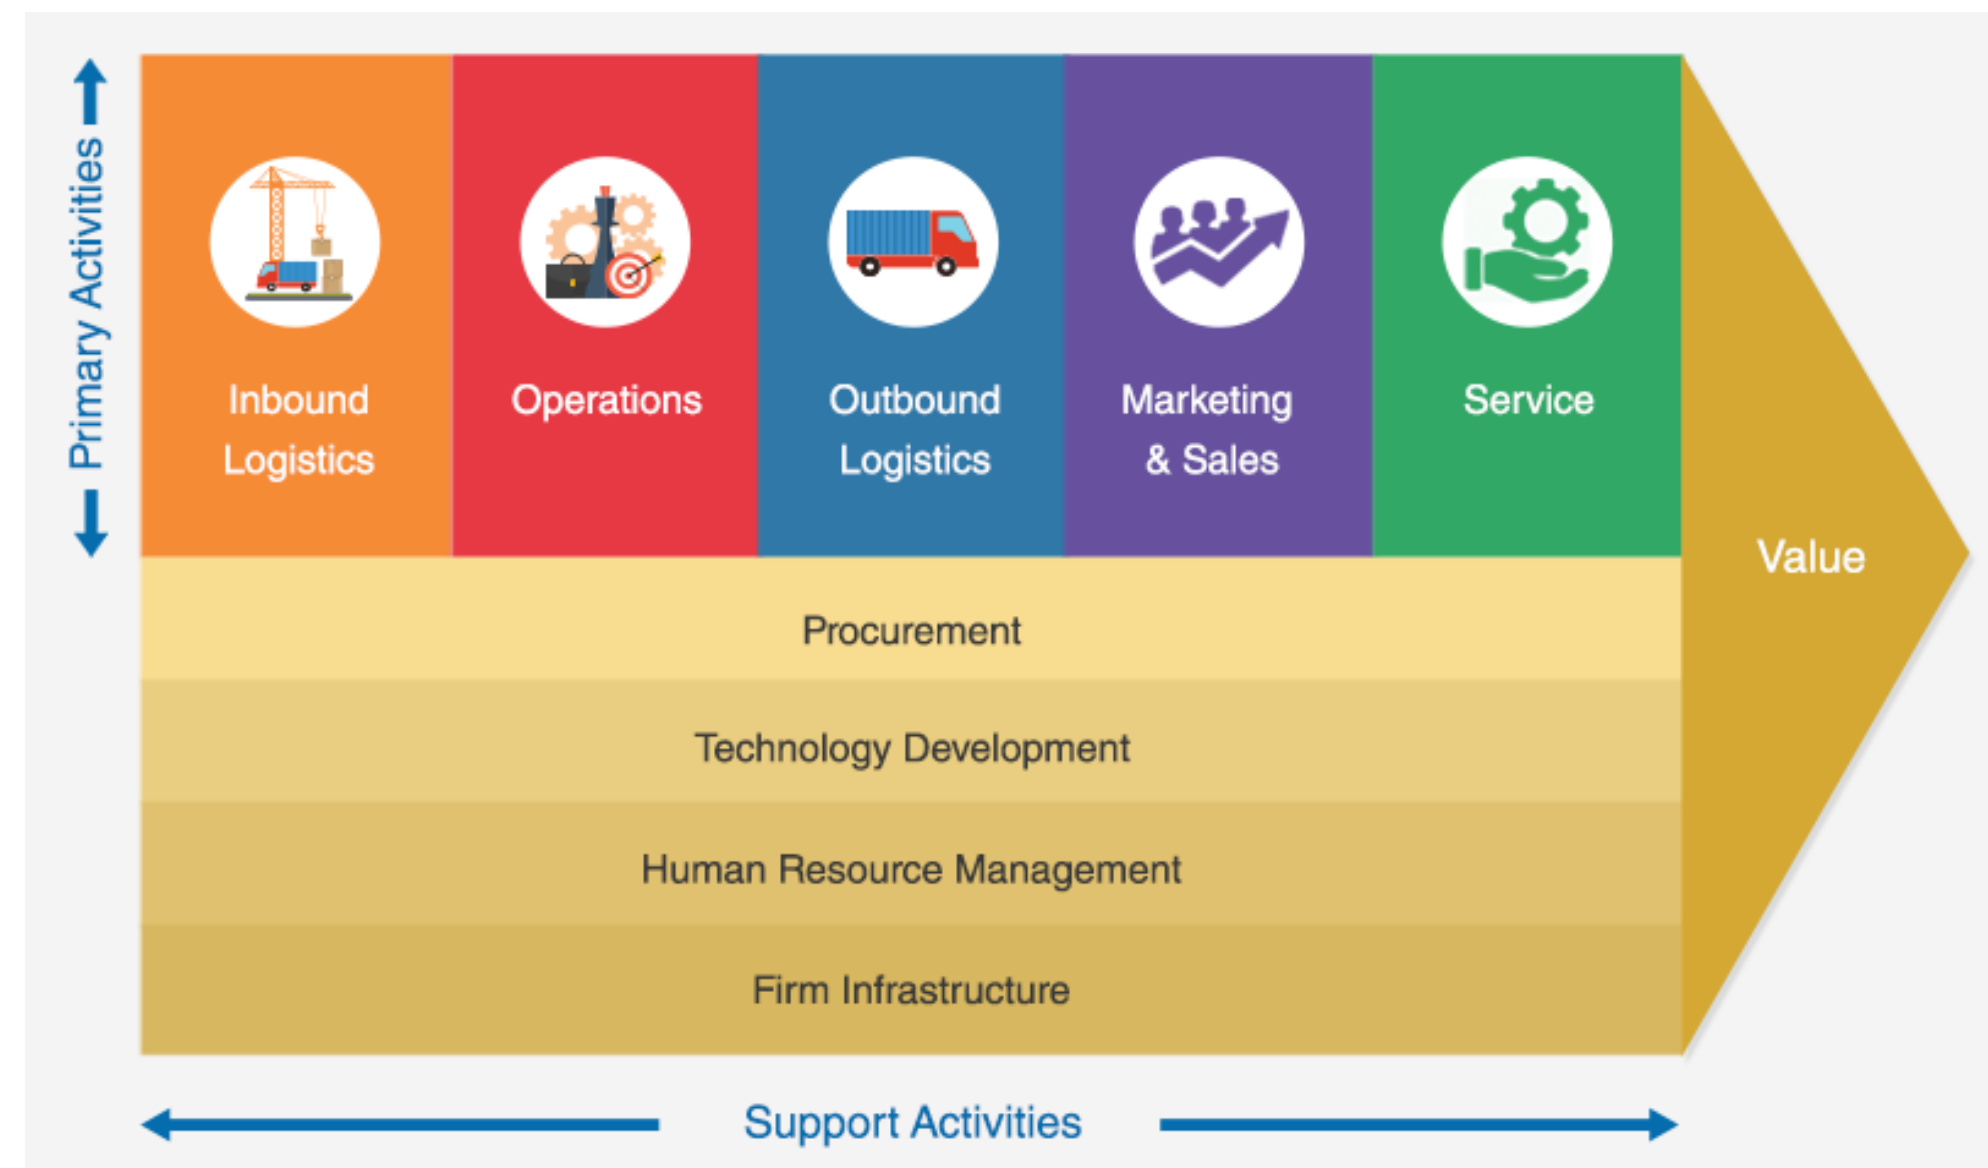 Primary Activities
Inbound
Logistics
Operations
Outbound
Logistics
Marketing
& Sales
Service
Value
Procurement
Technology Development
Human Resource Management
Firm Infrastructure
Support Activities